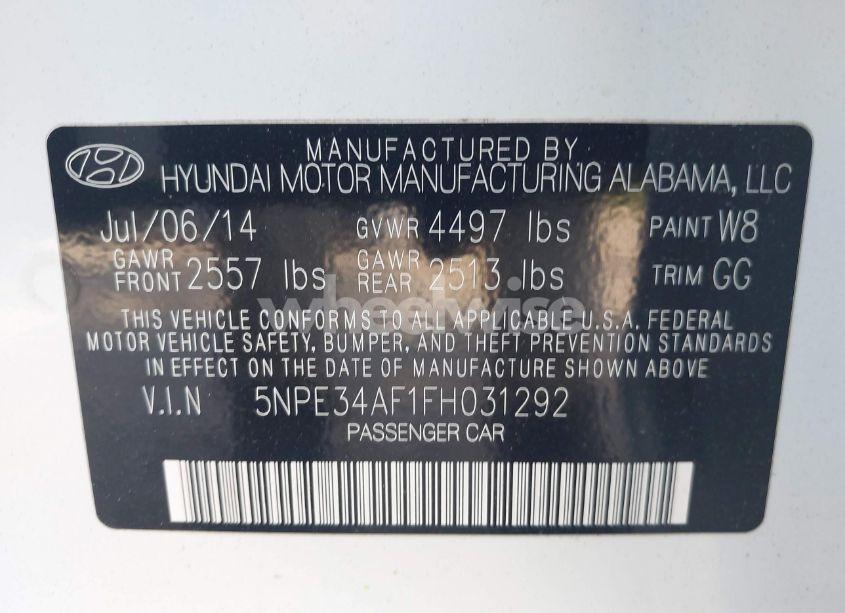 MANUFACTURED BY
HYUNDAI MOTOR MANUFACTURING ALABAMA, LLC
Jul/06/14 GVWR 4497 lbs PAINT W8
GAWR FRONT 2557 lbs GAWR REAR 2513 lbs TRIM GG
THIS VEHICLE CONFORMS TO ALL APPLICABLE U.S.A. FEDERAL
MOTOR VEHICLE SAFETY, BUMPER, AND THEFT PREVENTION STANDARDS
IN EFFECT ON THE DATE OF MANUFACTURE SHOWN ABOVE.
V.I.N 5NPE34AF1FH031292
PASSENGER CAR
wheelwise